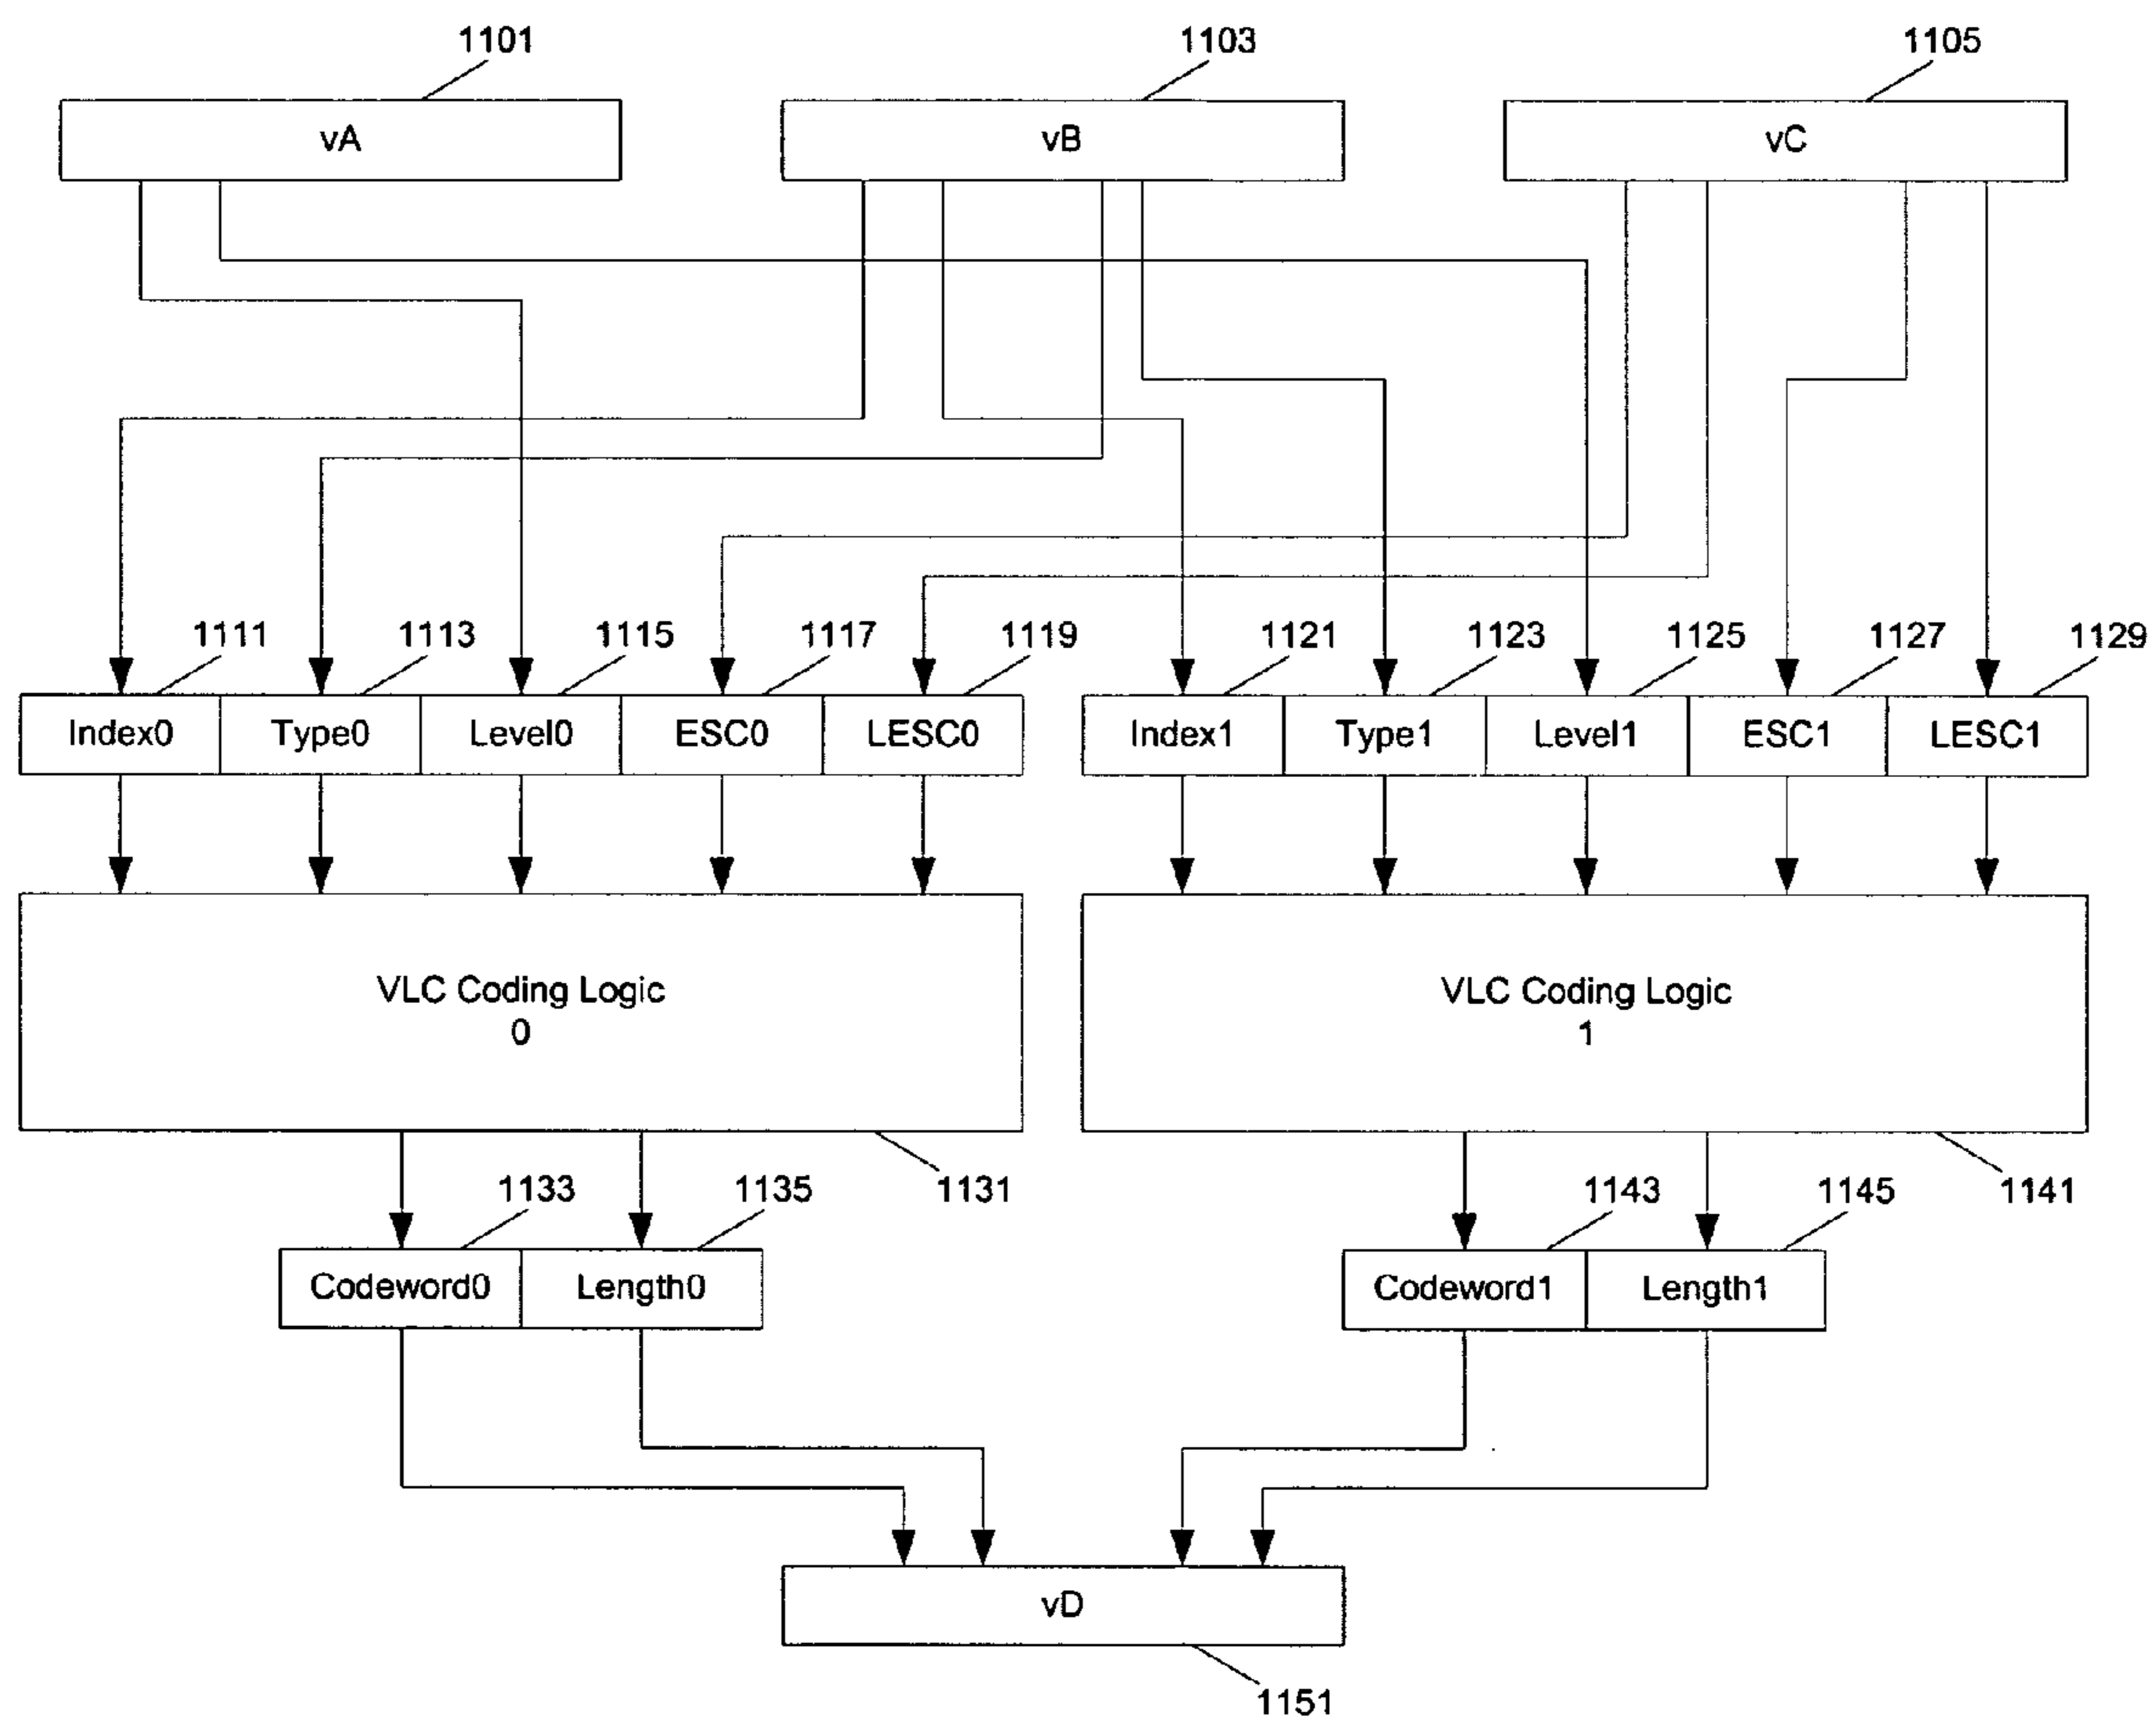 1101 1103 1105
vA vB vC
1111 1113 1115 1117 1119 1121 1123 1125 1127 1129
Index0 Type0 Level0 ESC0 LESC0 Index1 Type1 Level1 ESC1 LESC1
VLC Coding Logic
0
VLC Coding Logic
1
1133 1135 1131 1143 1145 1141
Codeword0 Length0 Codeword1 Length1
vD
1151